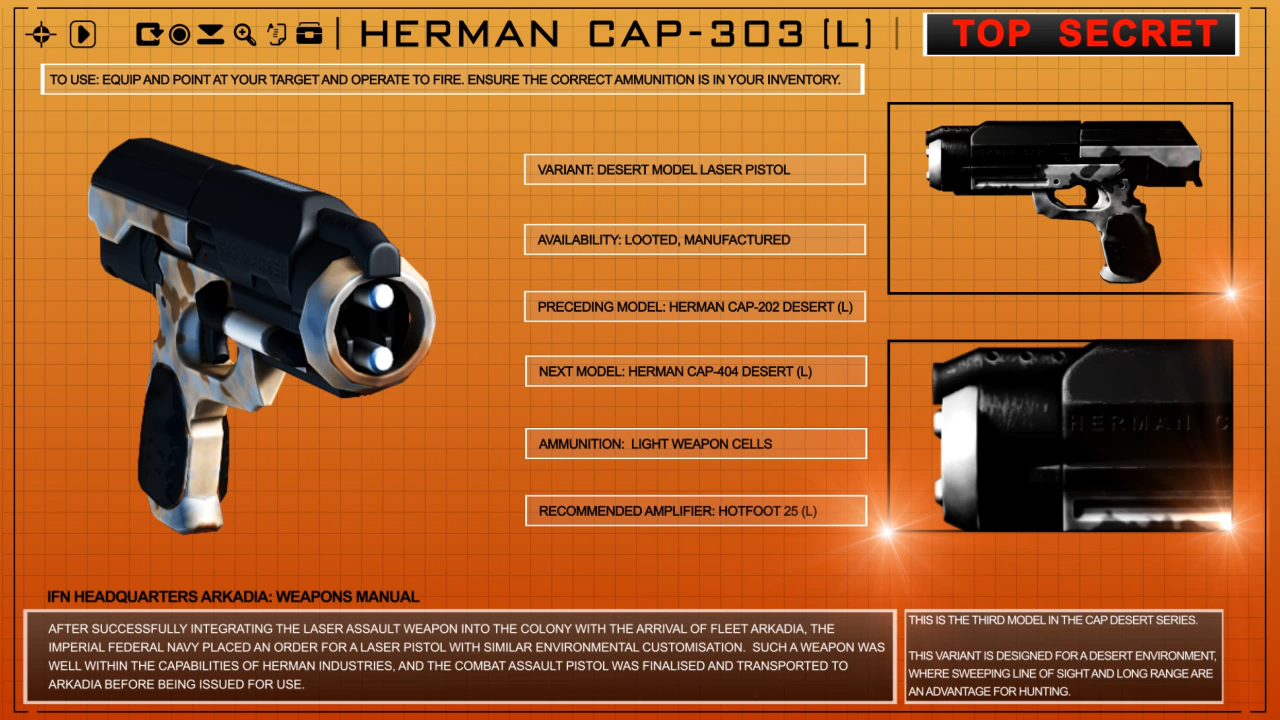 HERMAN CAP-303 (L)
TOP SECRET
TO USE: EQUIP AND POINT AT YOUR TARGET AND OPERATE TO FIRE. ENSURE THE CORRECT AMMUNITION IS IN YOUR INVENTORY.
VARIANT: DESERT MODEL LASER PISTOL
AVAILABILITY: LOOTED, MANUFACTURED
PRECEDING MODEL: HERMAN CAP-202 DESERT (L)
NEXT MODEL: HERMAN CAP-404 DESERT (L)
AMMUNITION: LIGHT WEAPON CELLS
RECOMMENDED AMPLIFIER: HOTFOOT 25 (L)
HERMAN C
IFN HEADQUARTERS ARKADIA: WEAPONS MANUAL
AFTER SUCCESSFULLY INTEGRATING THE LASER ASSAULT WEAPON INTO THE COLONY WITH THE ARRIVAL OF FLEET ARKADIA, THE
IMPERIAL FEDERAL NAVY PLACED AN ORDER FOR A LASER PISTOL WITH SIMILAR ENVIRONMENTAL CUSTOMISATION. SUCH A WEAPON WAS
WELL WITHIN THE CAPABILITIES OF HERMAN INDUSTRIES, AND THE COMBAT ASSAULT PISTOL WAS FINALISED AND TRANSPORTED TO
ARKADIA BEFORE BEING ISSUED FOR USE.
THIS IS THE THIRD MODEL IN THE CAP DESERT SERIES.
THIS VARIANT IS DESIGNED FOR A DESERT ENVIRONMENT,
WHERE SWEEPING LINE OF SIGHT AND LONG RANGE ARE
AN ADVANTAGE FOR HUNTING.